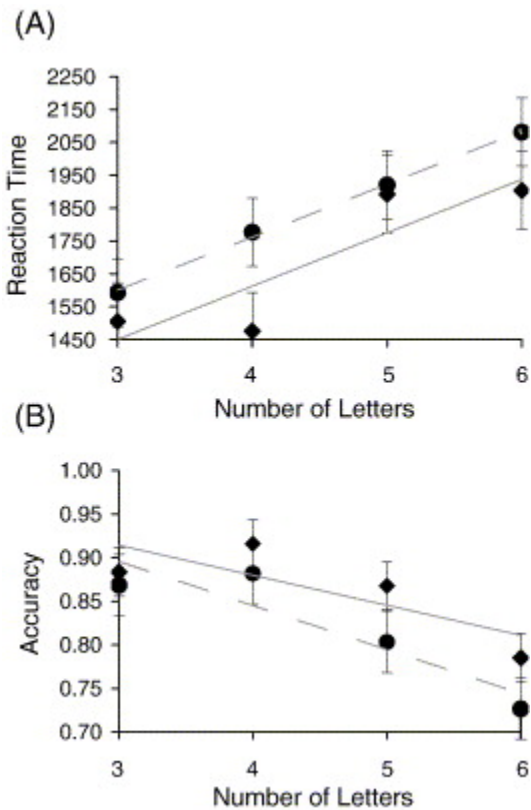 (A)
Reaction Time
2250
2150
2050
1950
1850
1750
1650
1550
1450
3 4 5 6
Number of Letters
(B)
Accuracy
1.00
0.95
0.90
0.85
0.80
0.75
0.70
3 4 5 6
Number of Letters